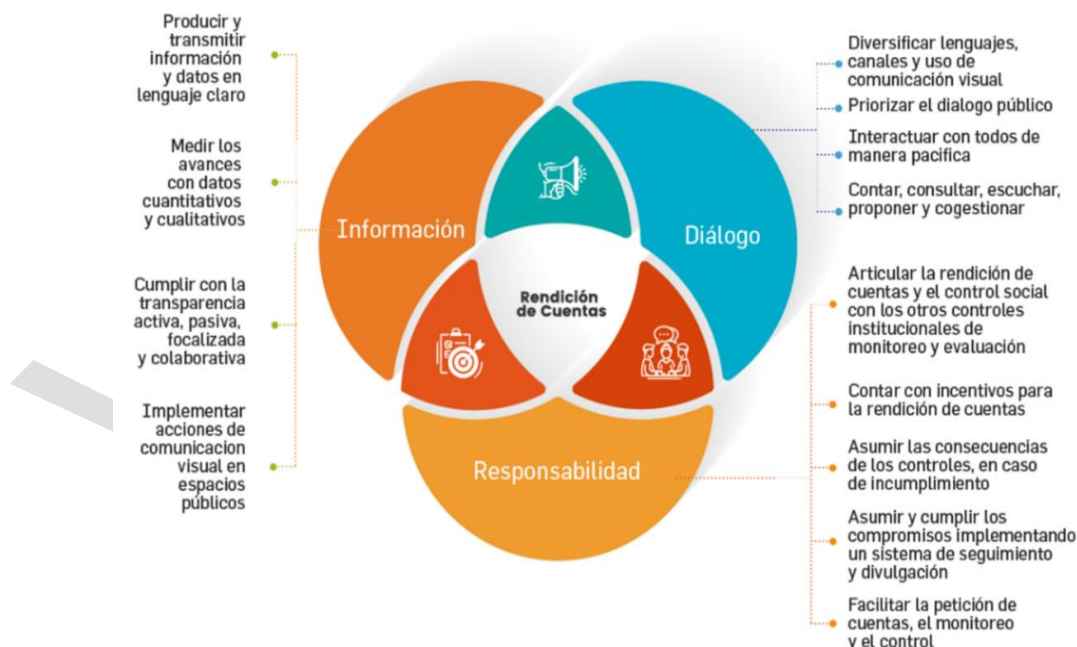 Producir y
transmitir
información
y datos en
lenguaje claro
Medir los
avances
con datos
cuantitativos
y cualitativos
Cumplir con la
transparencia
activa, pasiva,
focalizada
y colaborativa
Implementar
acciones de
comunicacion
visual en
espacios
públicos
Información
Diálogo
Rendición
de Cuentas
Responsabilidad
Diversificar lenguajes,
canales y uso de
comunicación visual
Priorizar el dialogo público
Interactuar con todos de
manera pacifica
Contar, consultar, escuchar,
proponer y cogestionar
Articular la rendición de
cuentas y el control social
con los otros controles
institucionales de
monitoreo y evaluación
Contar con incentivos para
la rendición de cuentas
Asumir las consecuencias
de los controles, en caso
de incumplimiento
Asumir y cumplir los
compromisos implementando
un sistema de seguimiento
y divulgación
Facilitar la petición de
cuentas, el monitoreo
y el control